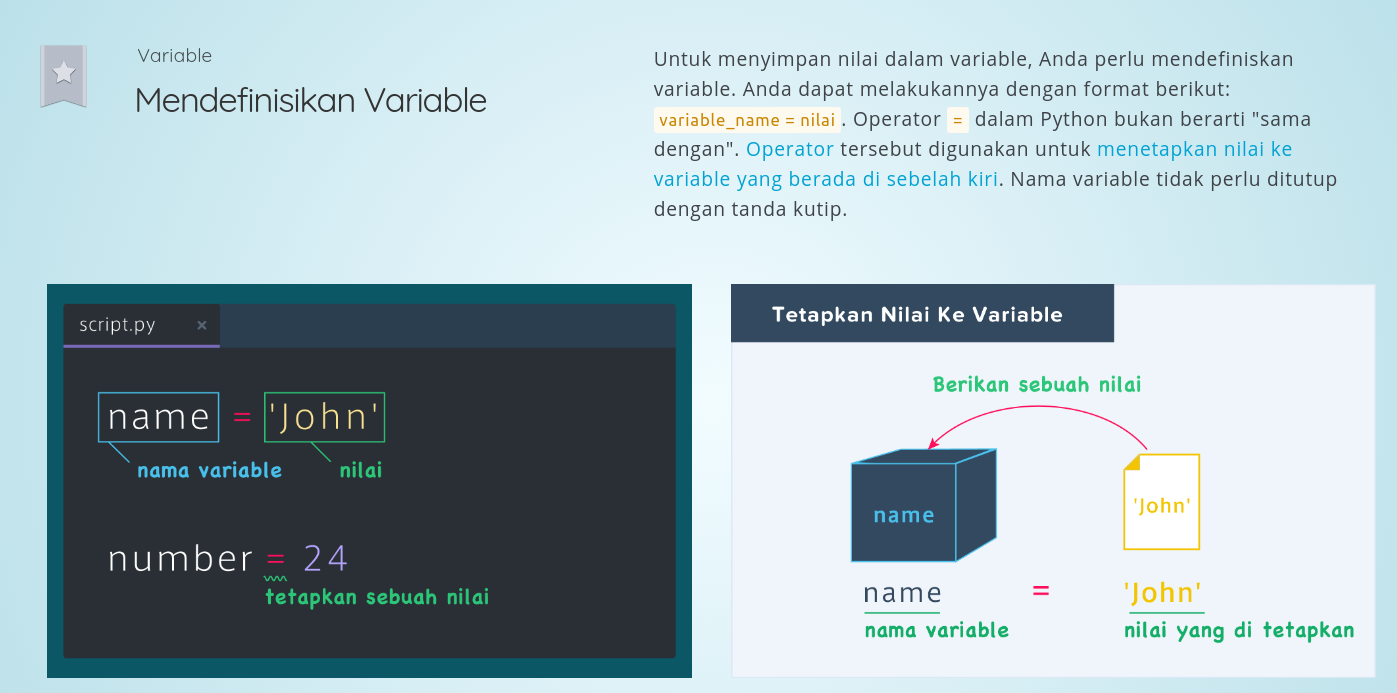 Variable
Mendefinisikan Variable
Untuk menyimpan nilai dalam variable, Anda perlu mendefiniskan
variable. Anda dapat melakukannya dengan format berikut:
variable_name = nilai . Operator = dalam Python bukan berarti "sama
dengan". Operator tersebut digunakan untuk menetapkan nilai ke
variable yang berada di sebelah kiri. Nama variable tidak perlu ditutup
dengan tanda kutip.
script.py ×
name = 'John'
nama variable nilai
number = 24
tetapkan sebuah nilai
Tetapkan Nilai Ke Variable
Berikan sebuah nilai
name 'John'
name = 'John'
nama variable nilai yang di tetapkan